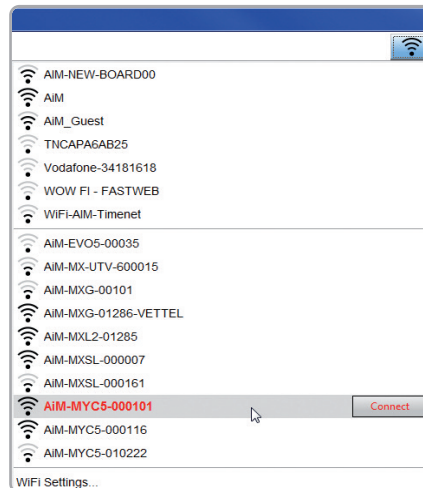 AIM-NEW-BOARD00
AiM
AiM_Guest
TNCAPA6AB25
Vodafone-34181618
WOW FI - FASTWEB
WiFi-AIM-Timenet
AiM-EVO5-00035
AiM-MX-UTV-600015
AiM-MXG-00101
AiM-MXG-01286-VETTEL
AiM-MXL2-01285
AiM-MXSL-000007
AiM-MXSL-000161
AiM-MYC5-000101 Connect
AiM-MYC5-000116
AiM-MYC5-010222
WiFi Settings...